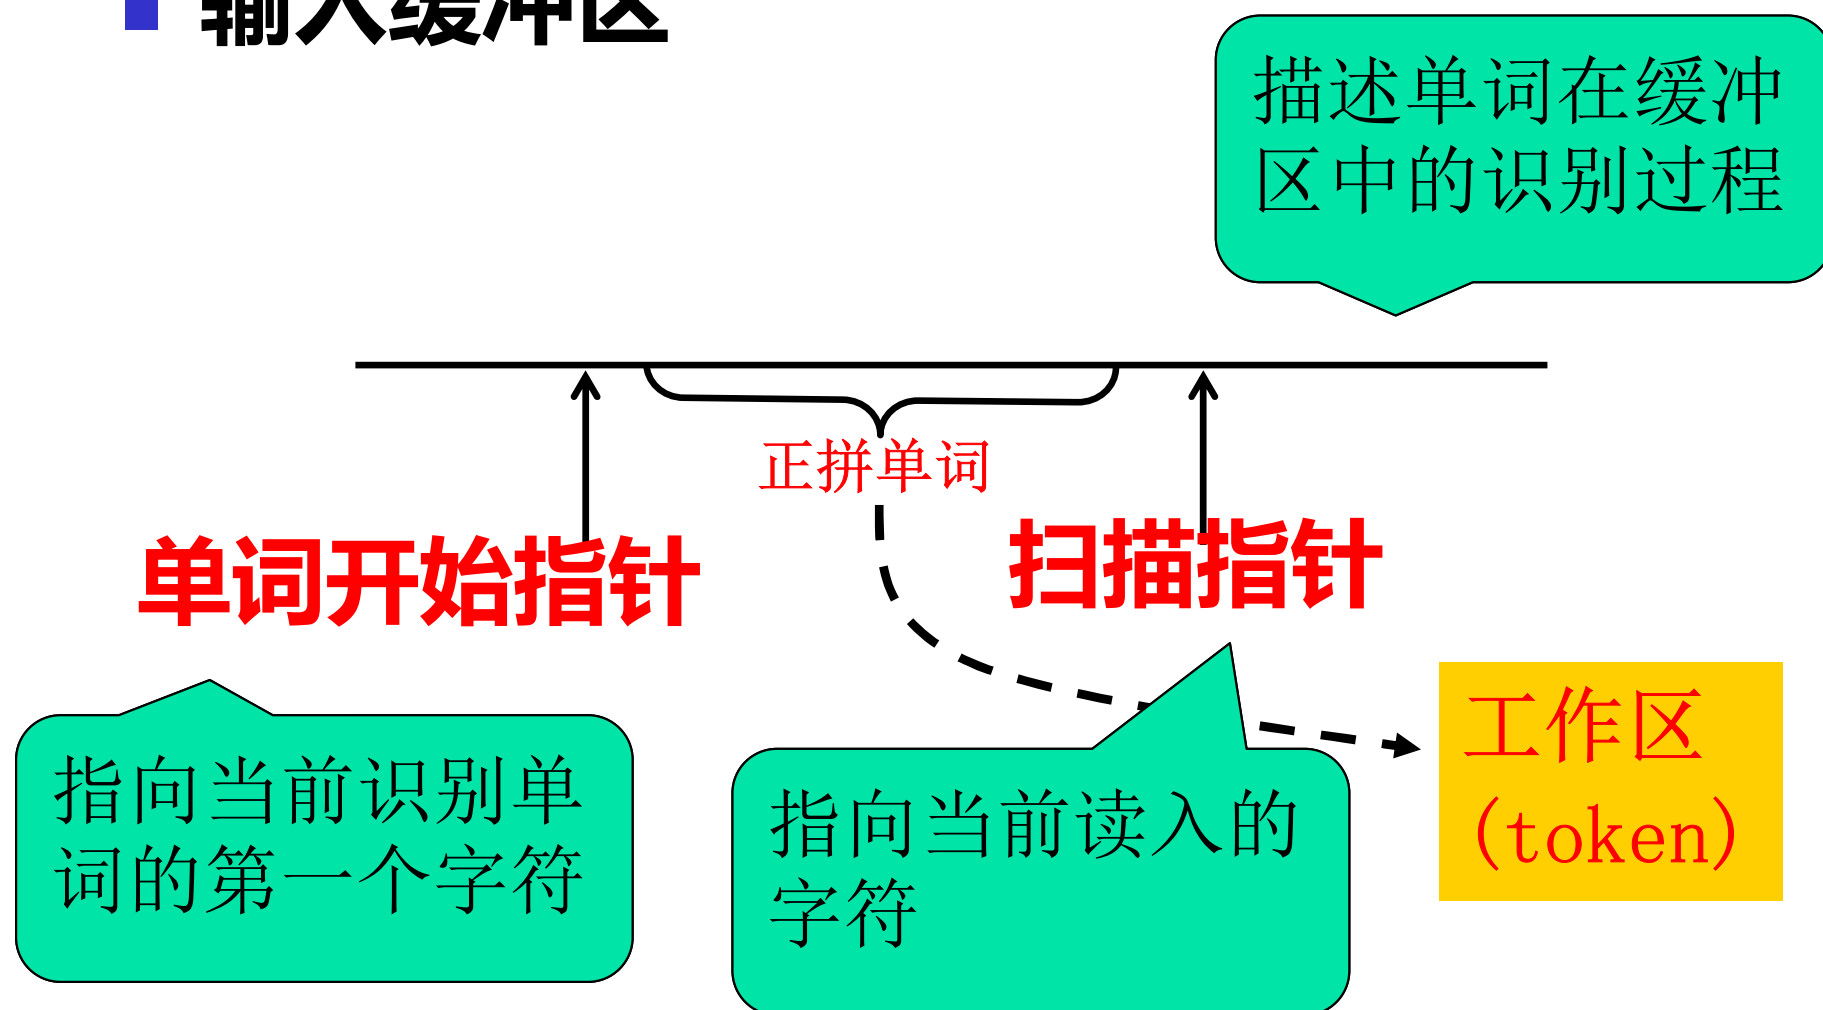 输入缓冲区
描述单词在缓冲
区中的识别过程
正拼单词
单词开始指针
扫描指针
指向当前识别单
词的第一个字符
指向当前读入的
字符
工作区
(token)